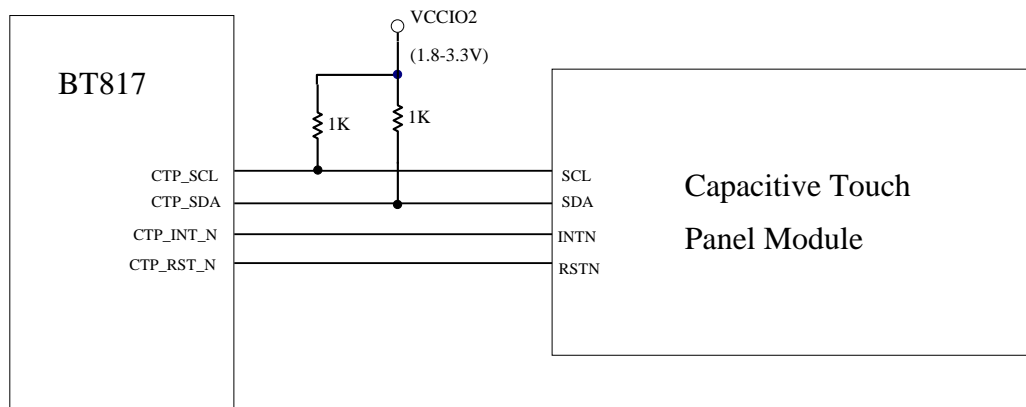 VCCIO2
(1.8-3.3V)
BT817
1K
1K
CTP_SCL
SCL
CTP_SDA
SDA
CTP_INT_N
INTN
CTP_RST_N
RSTN
Capacitive Touch
Panel Module